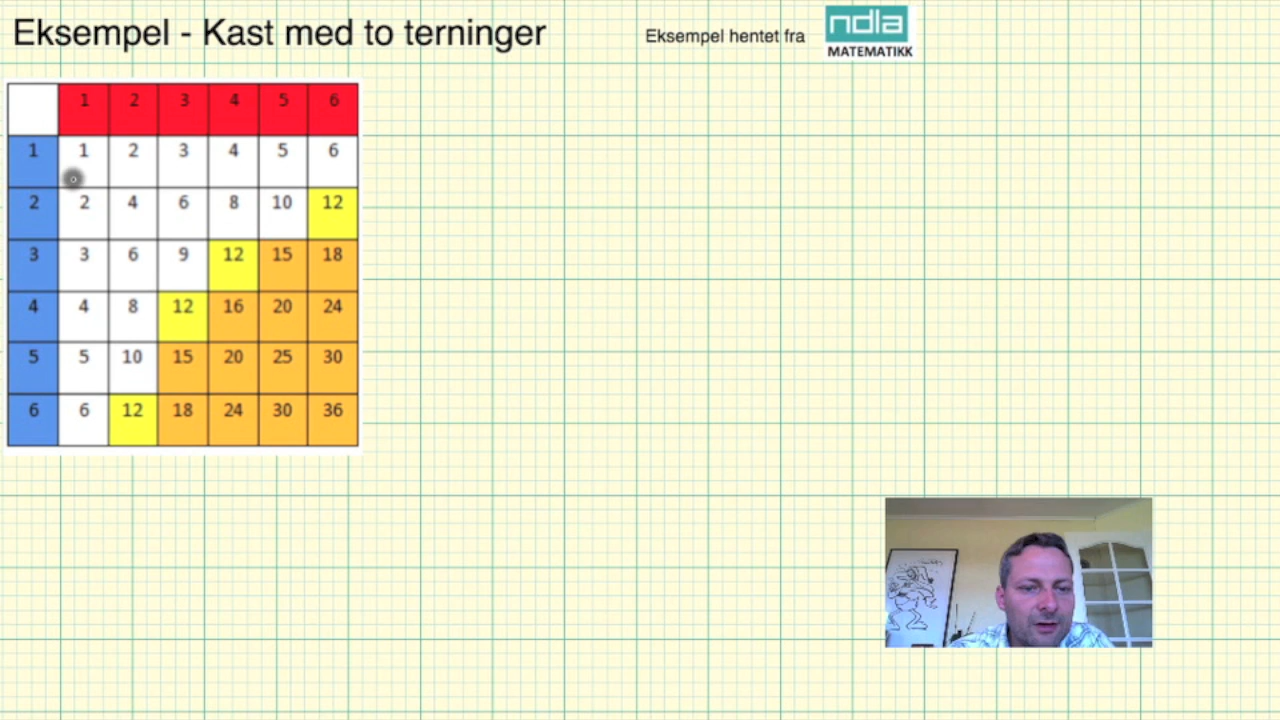 Eksempel - Kast med to terninger
Eksempel hentet fra
ndla
MATEMATIKK
1 2 3 4 5 6
1 1 2 3 4 5 6
2 2 4 6 8 10 12
3 3 6 9 12 15 18
4 4 8 12 16 20 24
5 5 10 15 20 25 30
6 6 12 18 24 30 36